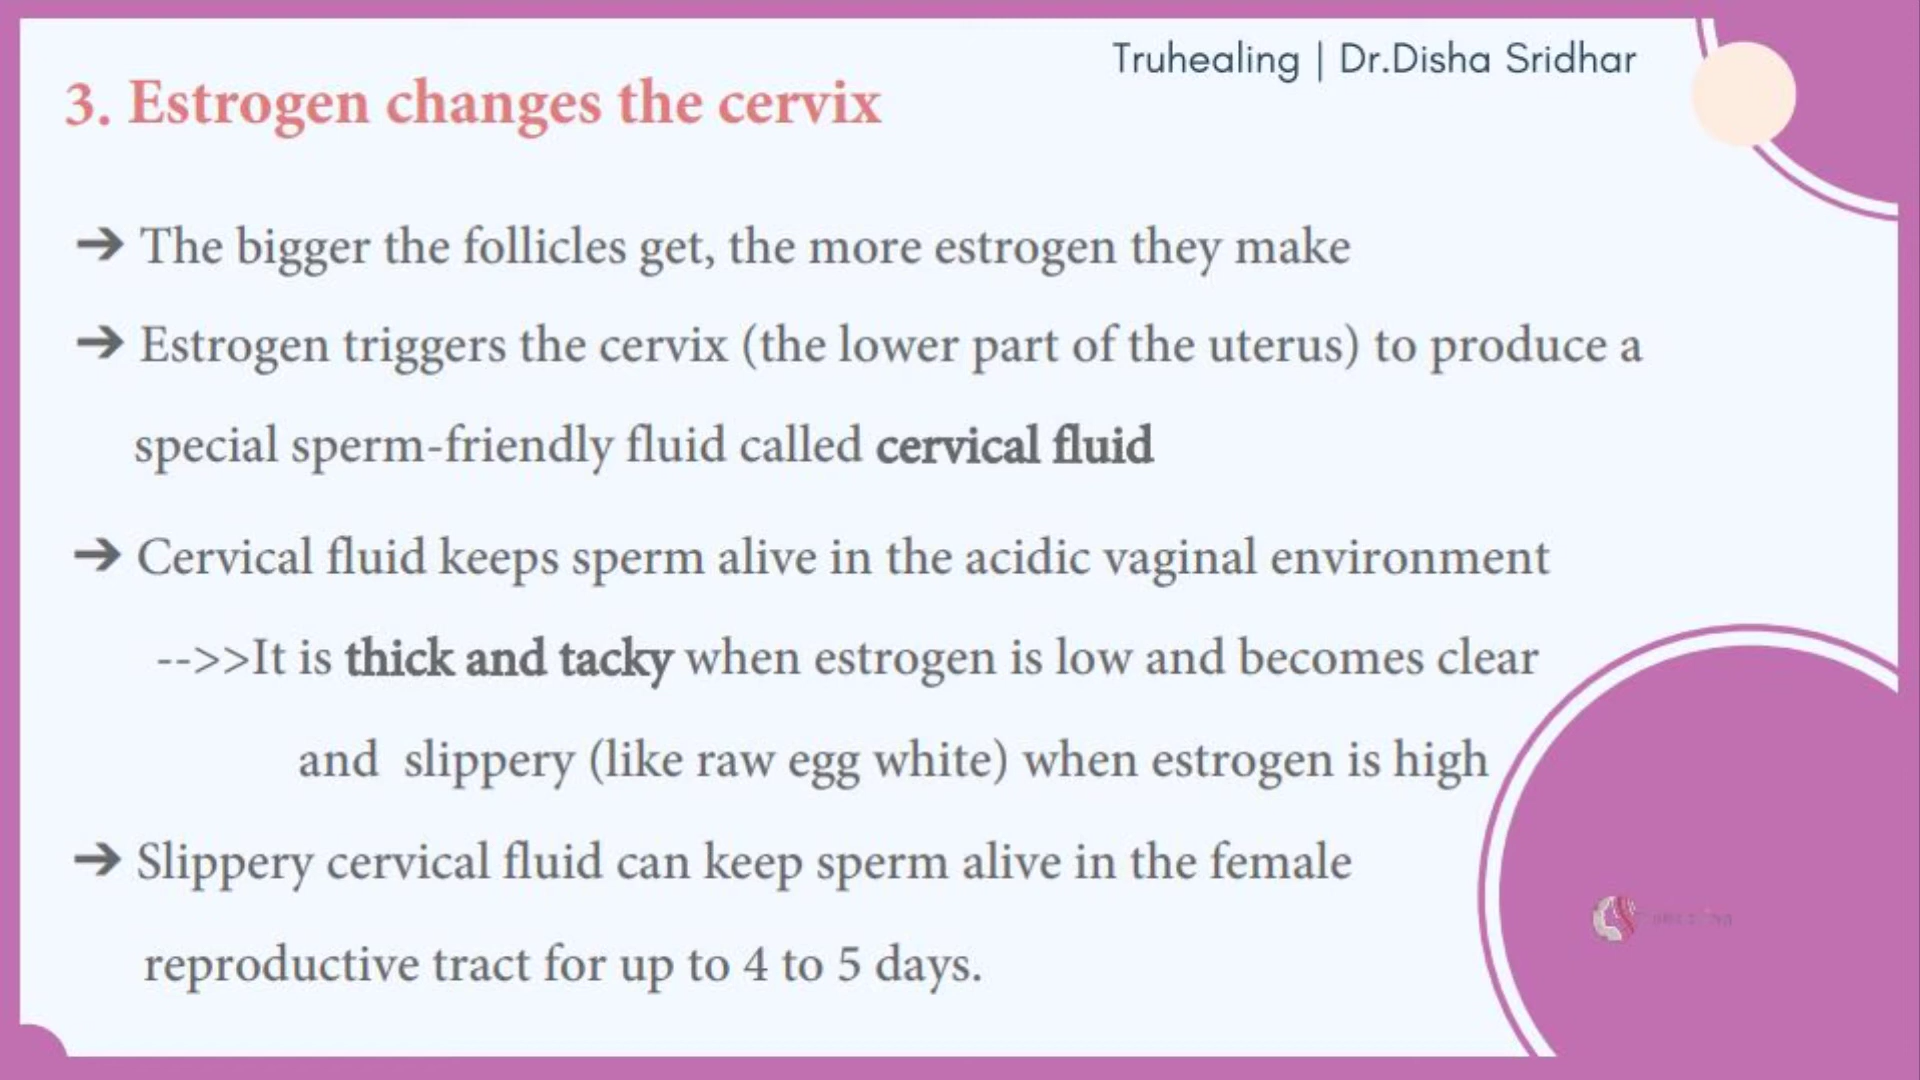 Truhealing | Dr.Disha Sridhar
3. Estrogen changes the cervix
➔ The bigger the follicles get, the more estrogen they make
➔ Estrogen triggers the cervix (the lower part of the uterus) to produce a
special sperm-friendly fluid called cervical fluid
➔ Cervical fluid keeps sperm alive in the acidic vaginal environment
-->>It is thick and tacky when estrogen is low and becomes clear
and slippery (like raw egg white) when estrogen is high
➔ Slippery cervical fluid can keep sperm alive in the female
reproductive tract for up to 4 to 5 days.